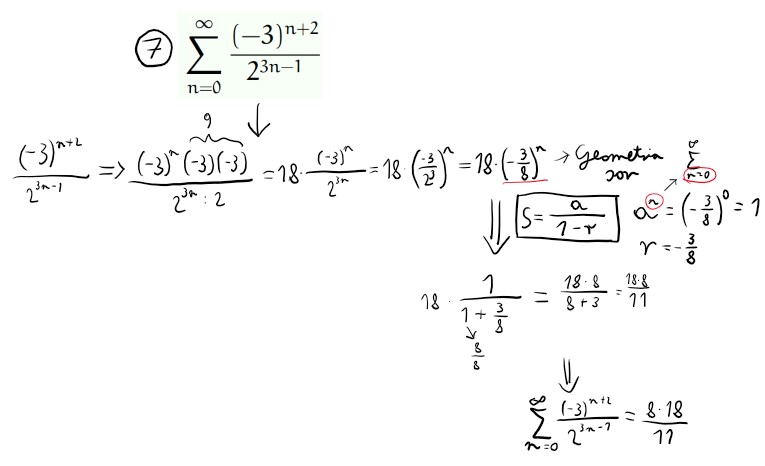 ⑦ \sum_{n=0}^{\infty} \frac{(-3)^{n+2}}{2^{3n-1}}
↓
\frac{(-3)^{n+2}}{2^{3n-1}} => \frac{(-3)^n \overbrace{(-3)(-3)}^{9}}{2^{3n} : 2} = 18 \cdot \frac{(-3)^n}{2^{3n}} = 18 \cdot \left(\frac{-3}{2^3}\right)^n = 18 \cdot \left(-\frac{3}{8}\right)^n → Geometriai sor \sum_{n=0}^{\infty}
⇓ S = \frac{a}{1-r} a^n = \left(-\frac{3}{8}\right)^0 = 1
r = -\frac{3}{8}
18 \cdot \frac{1}{1+\frac{3}{8}} = \frac{18 \cdot 8}{8+3} = \frac{18 \cdot 8}{11}
↓
\frac{8}{8}
⇓
\sum_{n=0}^{\infty} \frac{(-3)^{n+2}}{2^{3n-1}} = \frac{8 \cdot 18}{11}